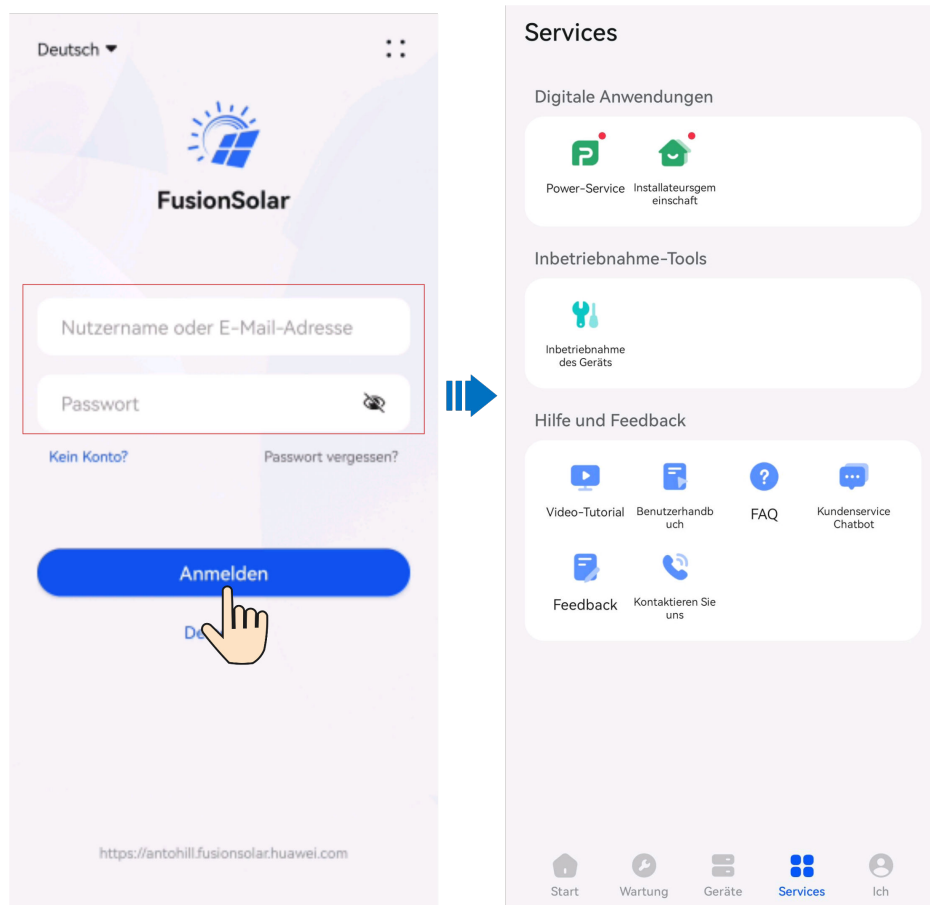 Deutsch
FusionSolar
Nutzername oder E-Mail-Adresse
Passwort
Kein Konto?
Passwort vergessen?
Anmelden
https://antohill.fusionsolar.huawei.com
Services
Digitale Anwendungen
Power-Service
Installateursgem
einschaft
Inbetriebnahme-Tools
Inbetriebnahme
des Geräts
Hilfe und Feedback
Video-Tutorial
Benutzerhandb
uch
FAQ
Kundenservice
Chatbot
Feedback
Kontaktieren Sie
uns
Start
Wartung
Geräte
Services
Ich